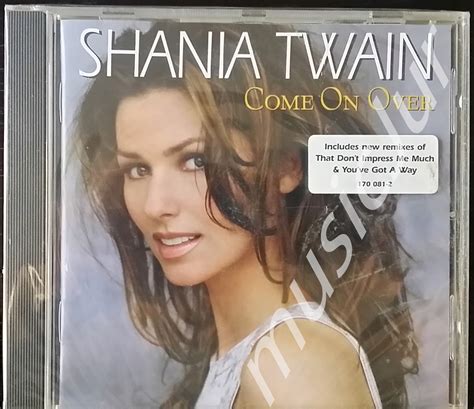 SHANIA TWAIN
COME ON OVER
Includes new remixes of
That Don't Impress Me Much
& You've Got A Way
170 081-2